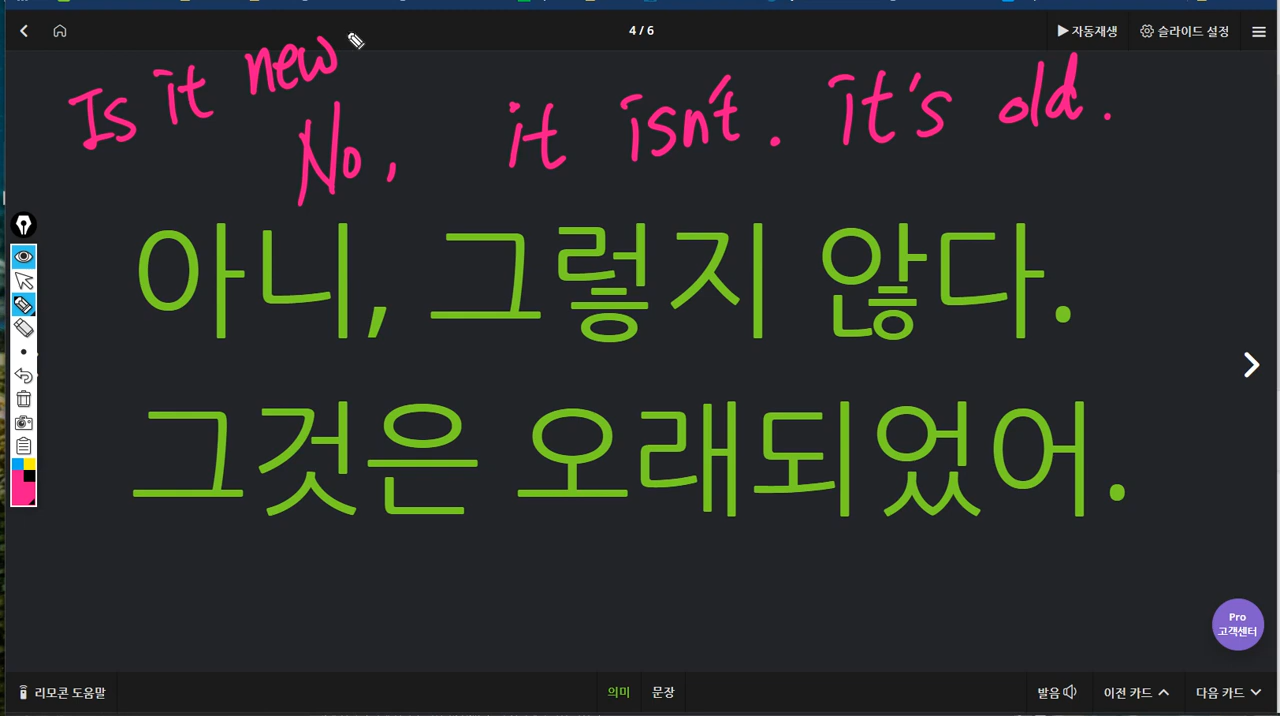 4 / 6
자동재생
슬라이드 설정
Is it new
No, it isn't. it's old.
아니, 그렇지 않다.
그것은 오래되었어.
Pro
고객센터
리모콘 도움말
의미
문장
발음
이전 카드
다음 카드